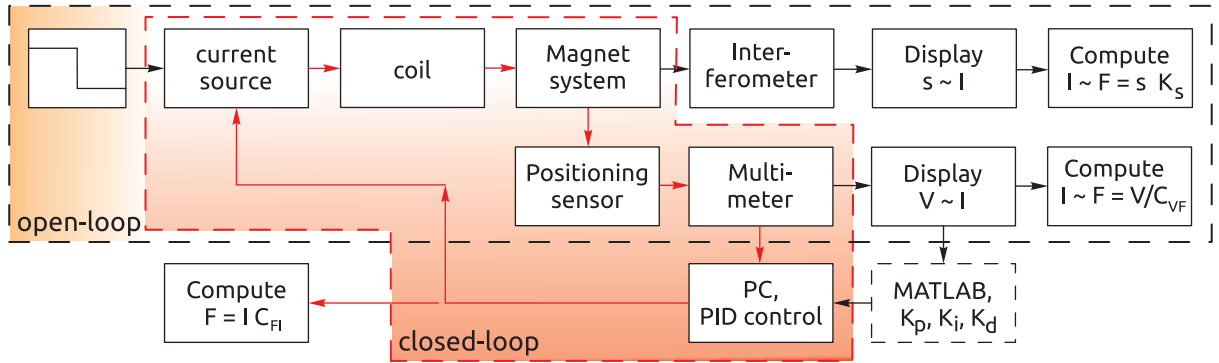 current
source
coil
Magnet
system
Inter-
ferometer
Display
s ~ I
Compute
I ~ F = s K_s
Positioning
sensor
Multi-
meter
Display
V ~ I
Compute
I ~ F = V/C_VF
open-loop
Compute
F = I C_FI
PC,
PID control
MATLAB,
K_p, K_i, K_d
closed-loop